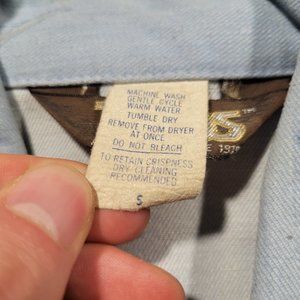 MACHINE WASH
GENTLE CYCLE
WARM WATER
TUMBLE DRY
REMOVE FROM DRYER
AT ONCE
DO NOT BLEACH
TO RETAIN CRISPNESS
DRY CLEANING
RECOMMENDED.
S